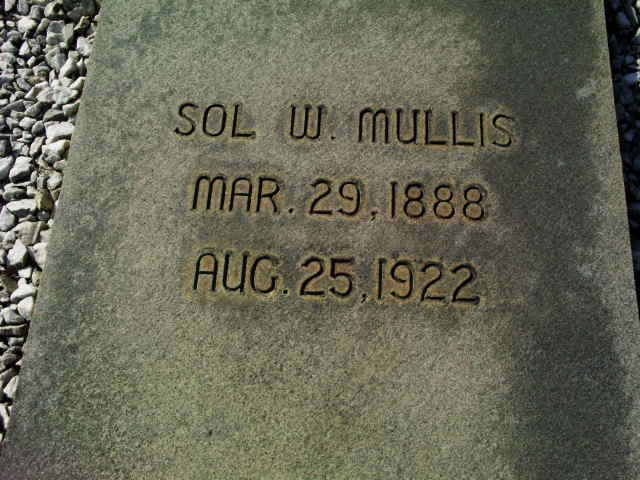 SOL W. MULLIS
MAR. 29, 1888
AUG. 25, 1922